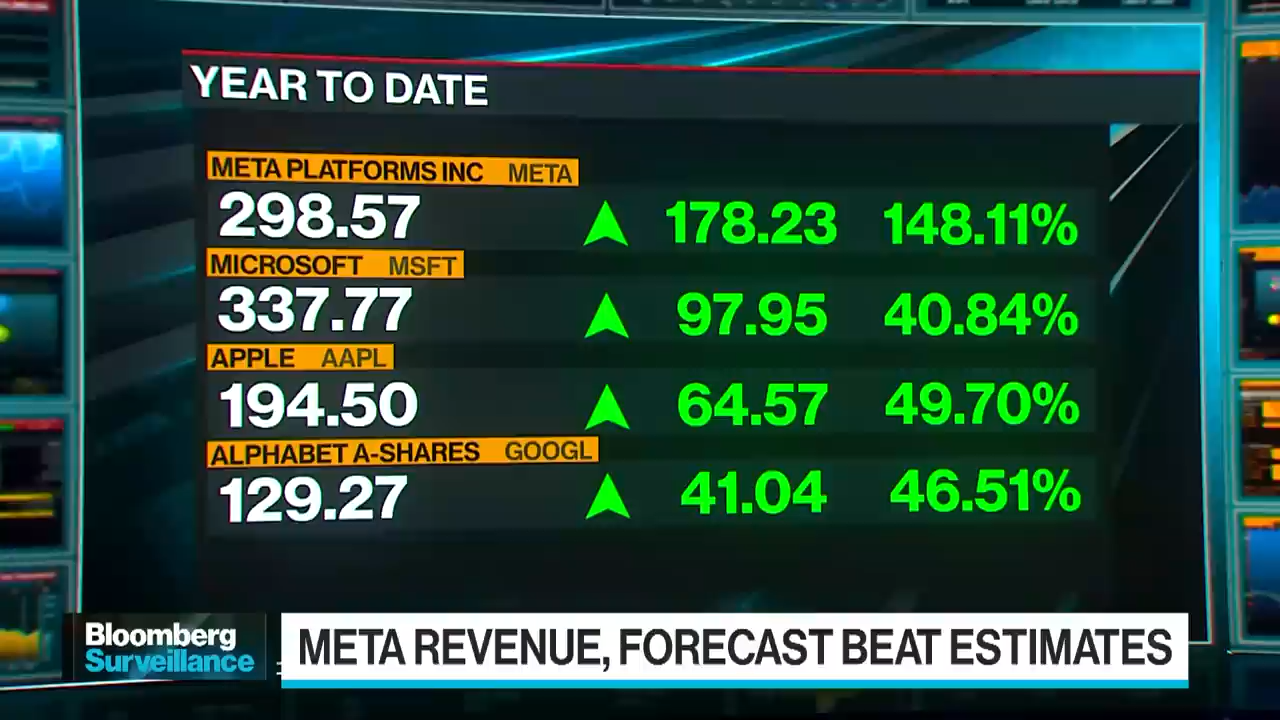 YEAR TO DATE
META PLATFORMS INC META
298.57 178.23 148.11%
MICROSOFT MSFT
337.77 97.95 40.84%
APPLE AAPL
194.50 64.57 49.70%
ALPHABET A-SHARES GOOGL
129.27 41.04 46.51%
Bloomberg
Surveillance
META REVENUE, FORECAST BEAT ESTIMATES